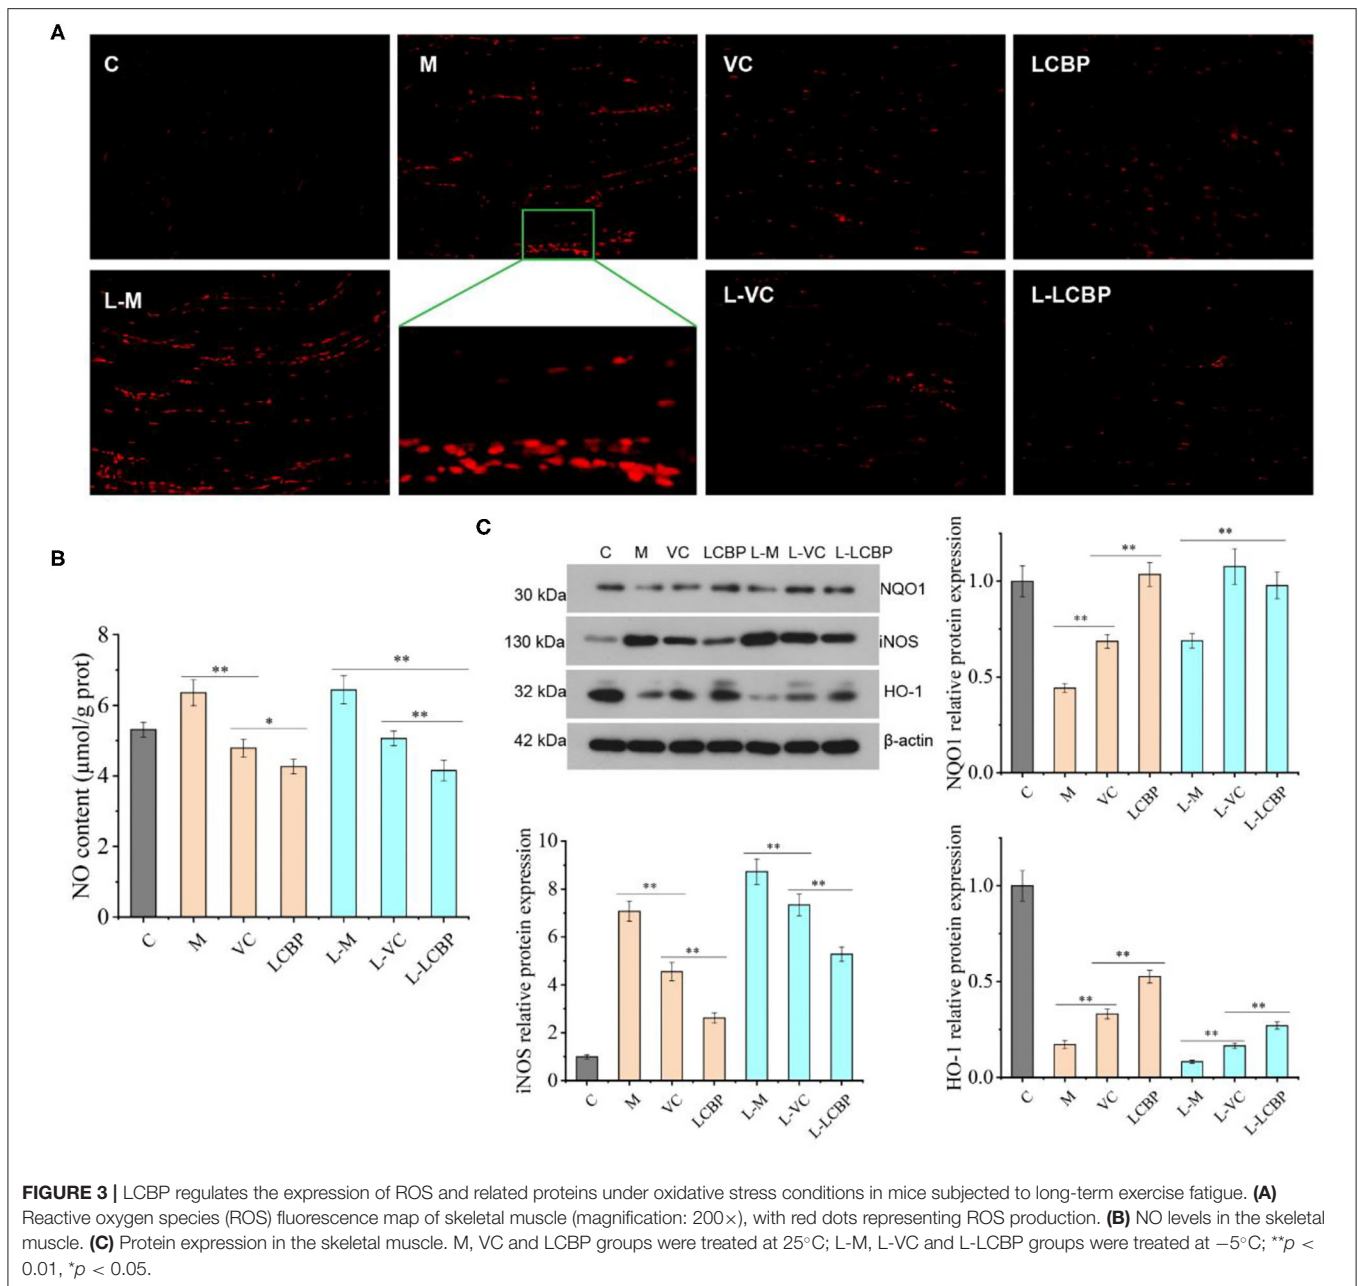 A
C
M
VC
LCBP
L-M
L-VC
L-LCBP
B
NO content (μmol/g prot)
8
6
4
2
0
**
*
**
**
C
M
VC
LCBP
L-M
L-VC
L-LCBP
C
C M VC LCBP L-M L-VC L-LCBP
30 kDa NQO1
130 kDa iNOS
32 kDa HO-1
42 kDa β-actin
NQO1 relative protein expression
1.0
0.5
0.0
**
**
**
C
M
VC
LCBP
L-M
L-VC
L-LCBP
iNOS relative protein expression
10
8
6
4
2
0
**
**
**
**
C
M
VC
LCBP
L-M
L-VC
L-LCBP
HO-1 relative protein expression
1.0
0.5
0.0
**
**
**
**
C
M
VC
LCBP
L-M
L-VC
L-LCBP
FIGURE 3 | LCBP regulates the expression of ROS and related proteins under oxidative stress conditions in mice subjected to long-term exercise fatigue. (A)
Reactive oxygen species (ROS) fluorescence map of skeletal muscle (magnification: 200×), with red dots representing ROS production. (B) NO levels in the skeletal
muscle. (C) Protein expression in the skeletal muscle. M, VC and LCBP groups were treated at 25°C; L-M, L-VC and L-LCBP groups were treated at −5°C; **p <
0.01, *p < 0.05.